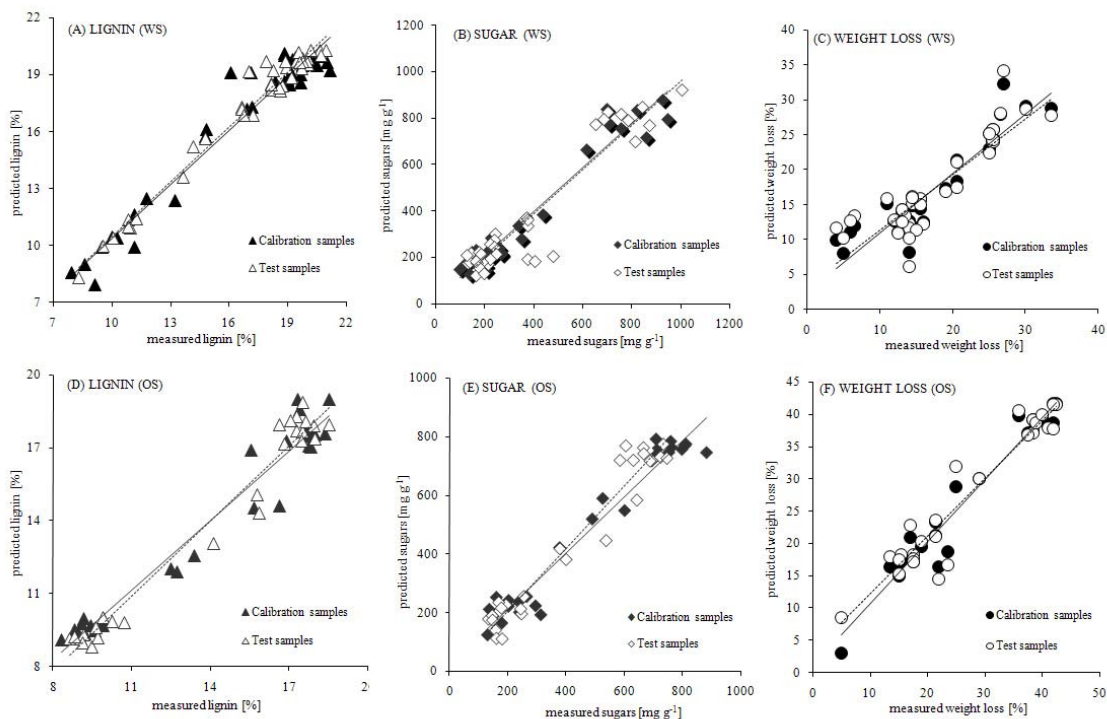 (A) LIGNIN (WS)
22
19
16
13
10
7
predicted lignin [%]
▲Calibration samples
△Test samples
7 10 13 16 19 22
measured lignin [%]
(B) SUGAR (WS)
1000
800
600
400
200
0
predicted sugars [mg g-1]
◆Calibration samples
◇Test samples
0 200 400 600 800 1000 1200
measured sugars [mg g-1]
(C) WEIGHT LOSS (WS)
40
35
30
25
20
15
10
5
0
predicted weight loss [%]
●Calibration samples
○Test samples
0 10 20 30 40
measured weight loss [%]
(D) LIGNIN (OS)
20
17
14
11
8
predicted lignin [%]
▲Calibration samples
△Test samples
8 11 14 17
measured lignin [%]
(E) SUGAR (OS)
1000
800
600
400
200
0
predicted sugars [mg g-1]
◆Calibration samples
◇Test samples
0 200 400 600 800 1000
measured sugars [mg g-1]
(F) WEIGHT LOSS (OS)
45
40
35
30
25
20
15
10
5
0
predicted weight loss [%]
●Calibration samples
○Test samples
0 10 20 30 40 50
measured weight loss [%]